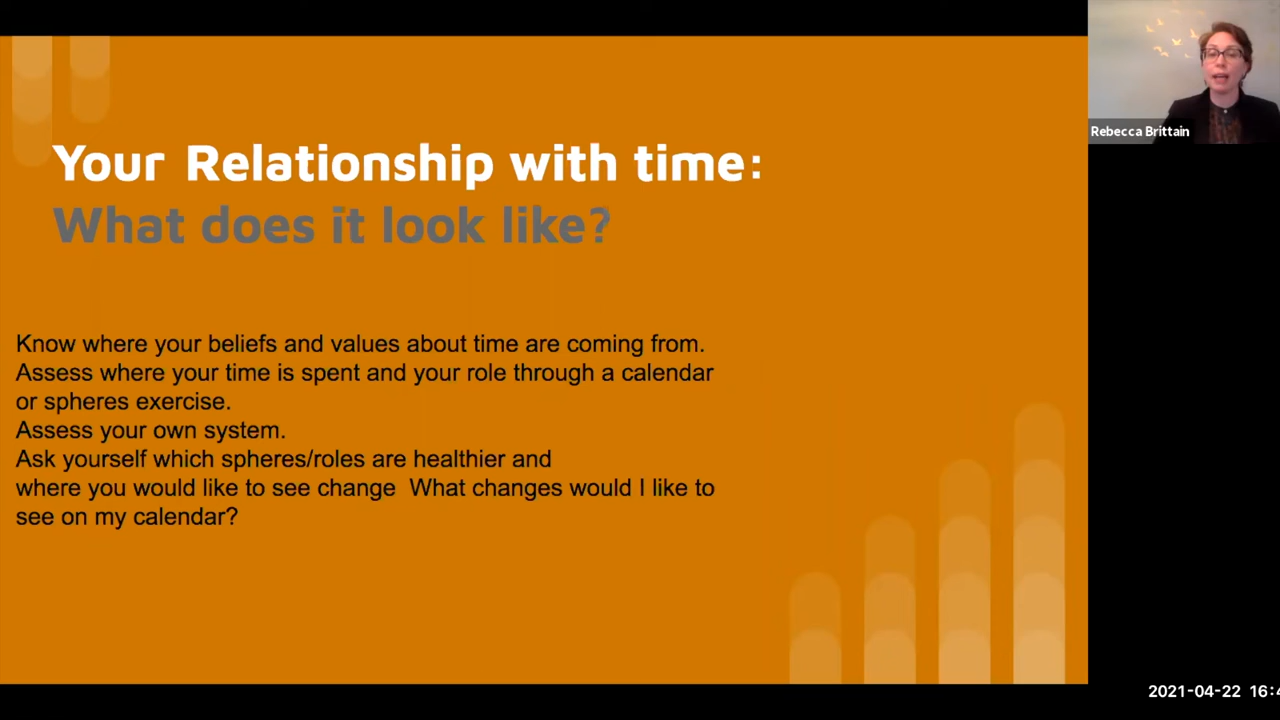 Your Relationship with time:
What does it look like?
Know where your beliefs and values about time are coming from.
Assess where your time is spent and your role through a calendar
or spheres exercise.
Assess your own system.
Ask yourself which spheres/roles are healthier and
where you would like to see change  What changes would I like to
see on my calendar?
Rebecca Brittain
2021-04-22